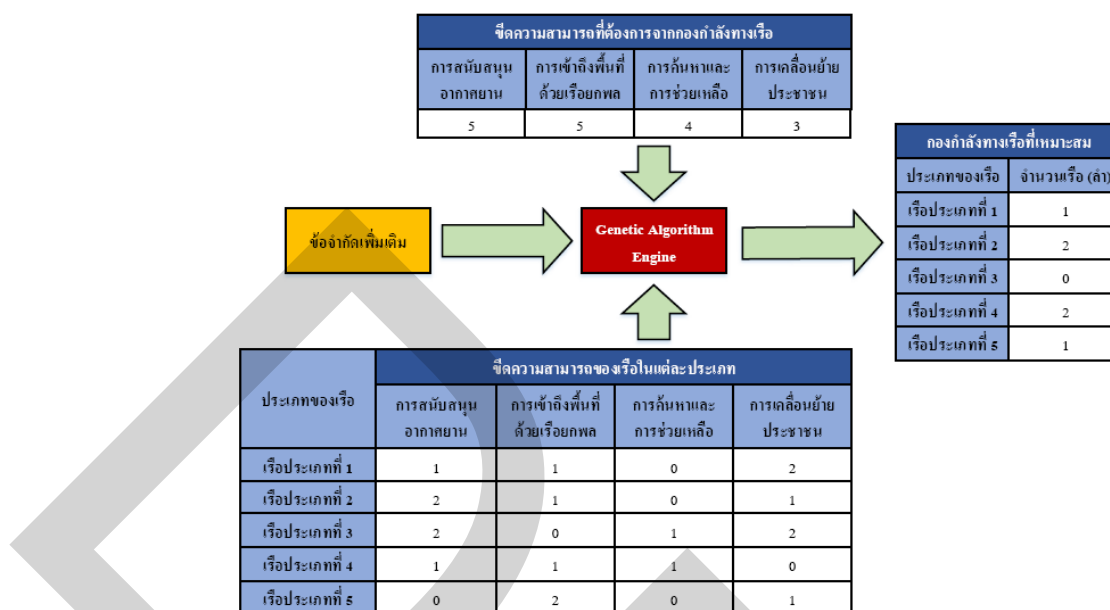 ขีดความสามารถที่ต้องการจากกองกำลังทางเรือ
การสนับสนุน การเข้าถึงพื้นที่ การค้นหาและ การเคลื่อนย้าย
อากาศยาน ด้วยเรือยกพล การช่วยเหลือ ประชาชน
5 5 4 3
กองกำลังทางเรือที่เหมาะสม
ประเภทของเรือ จำนวนเรือ (ลำ)
เรือประเภทที่ 1 1
เรือประเภทที่ 2 2
เรือประเภทที่ 3 0
เรือประเภทที่ 4 2
เรือประเภทที่ 5 1
ข้อจำกัดเพิ่มเติม
Genetic Algorithm
Engine
ประเภทของเรือ
ขีดความสามารถของเรือในแต่ละประเภท
การสนับสนุน การเข้าถึงพื้นที่ การค้นหาและ การเคลื่อนย้าย
อากาศยาน ด้วยเรือยกพล การช่วยเหลือ ประชาชน
เรือประเภทที่ 1 1 1 0 2
เรือประเภทที่ 2 2 1 0 1
เรือประเภทที่ 3 2 0 1 2
เรือประเภทที่ 4 1 1 1 0
เรือประเภทที่ 5 0 2 0 1